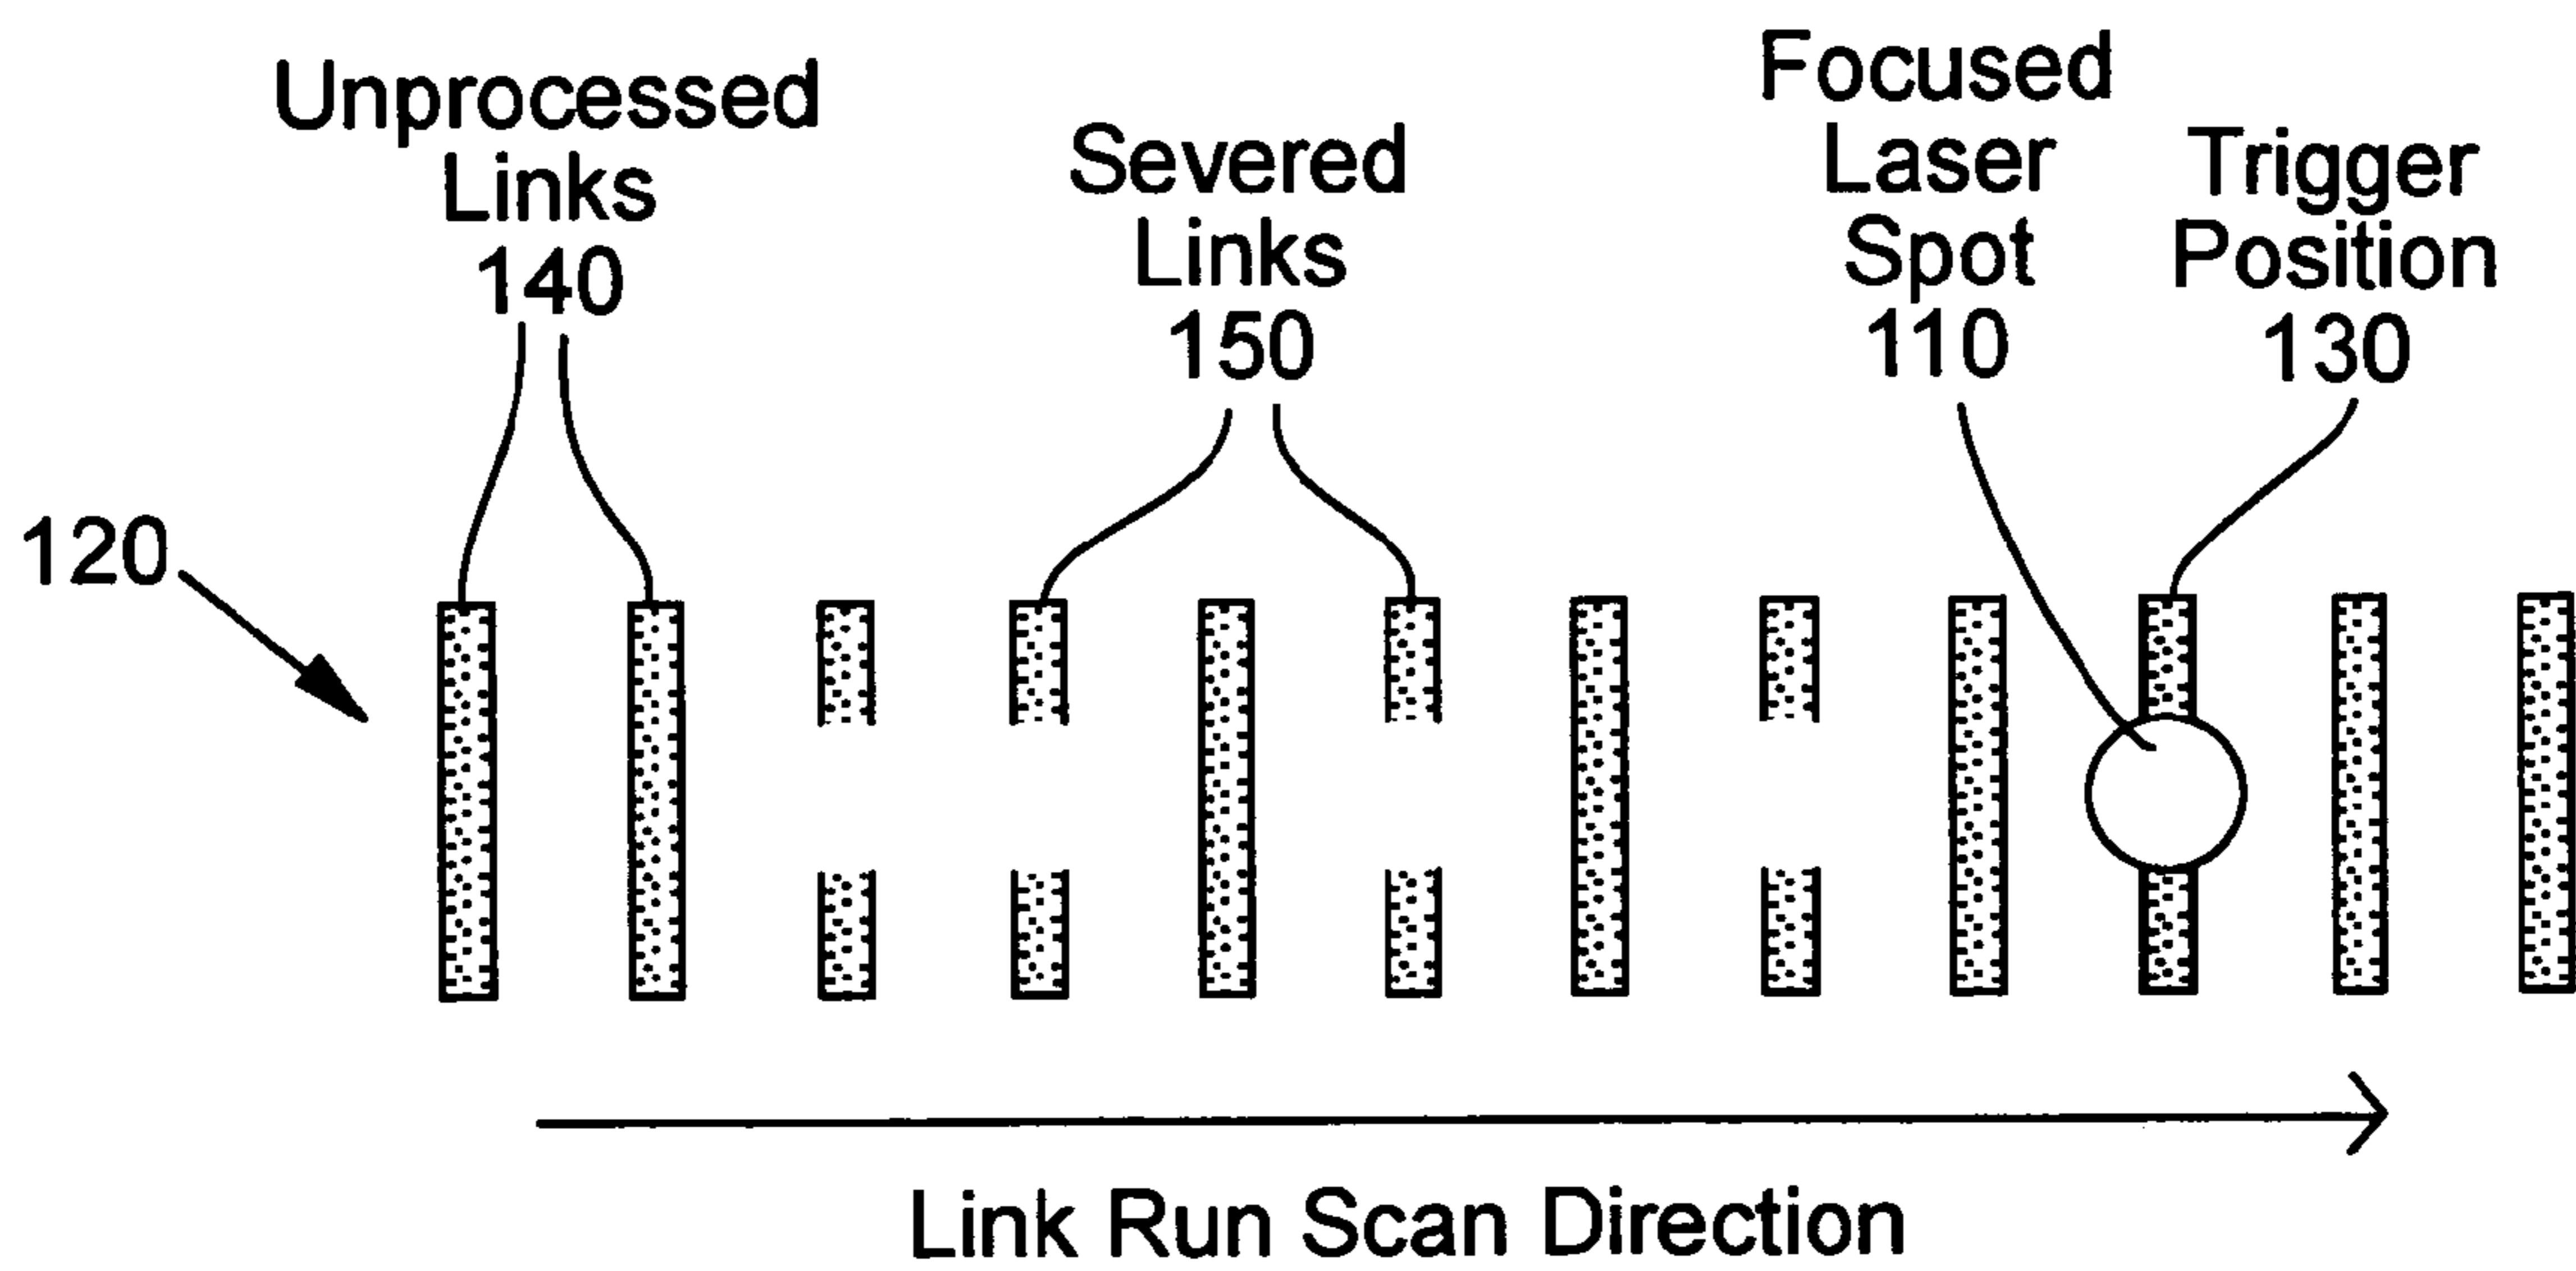 Unprocessed
Links
140
Severed
Links
150
Focused
Laser
Spot
110
Trigger
Position
130
120
Link Run Scan Direction